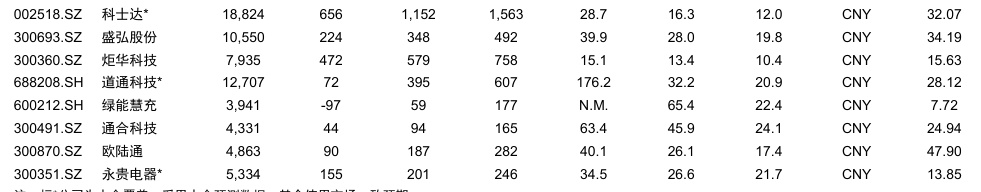 002518.SZ 科士达* 18,824 656 1,152 1,563 28.7 16.3 12.0 CNY 32.07
300693.SZ 盛弘股份 10,550 224 348 492 39.9 28.0 19.8 CNY 34.19
300360.SZ 炬华科技 7,935 472 579 758 15.1 13.4 10.4 CNY 15.63
688208.SH 道通科技* 12,707 72 395 607 176.2 32.2 20.9 CNY 28.12
600212.SH 绿能慧充 3,941 -97 59 177 N.M. 65.4 22.4 CNY 7.72
300491.SZ 通合科技 4,331 44 94 165 63.4 45.9 24.1 CNY 24.94
300870.SZ 欧陆通 4,863 90 187 282 40.1 26.1 17.4 CNY 47.90
300351.SZ 永贵电器* 5,334 155 201 246 34.5 26.6 21.7 CNY 13.85